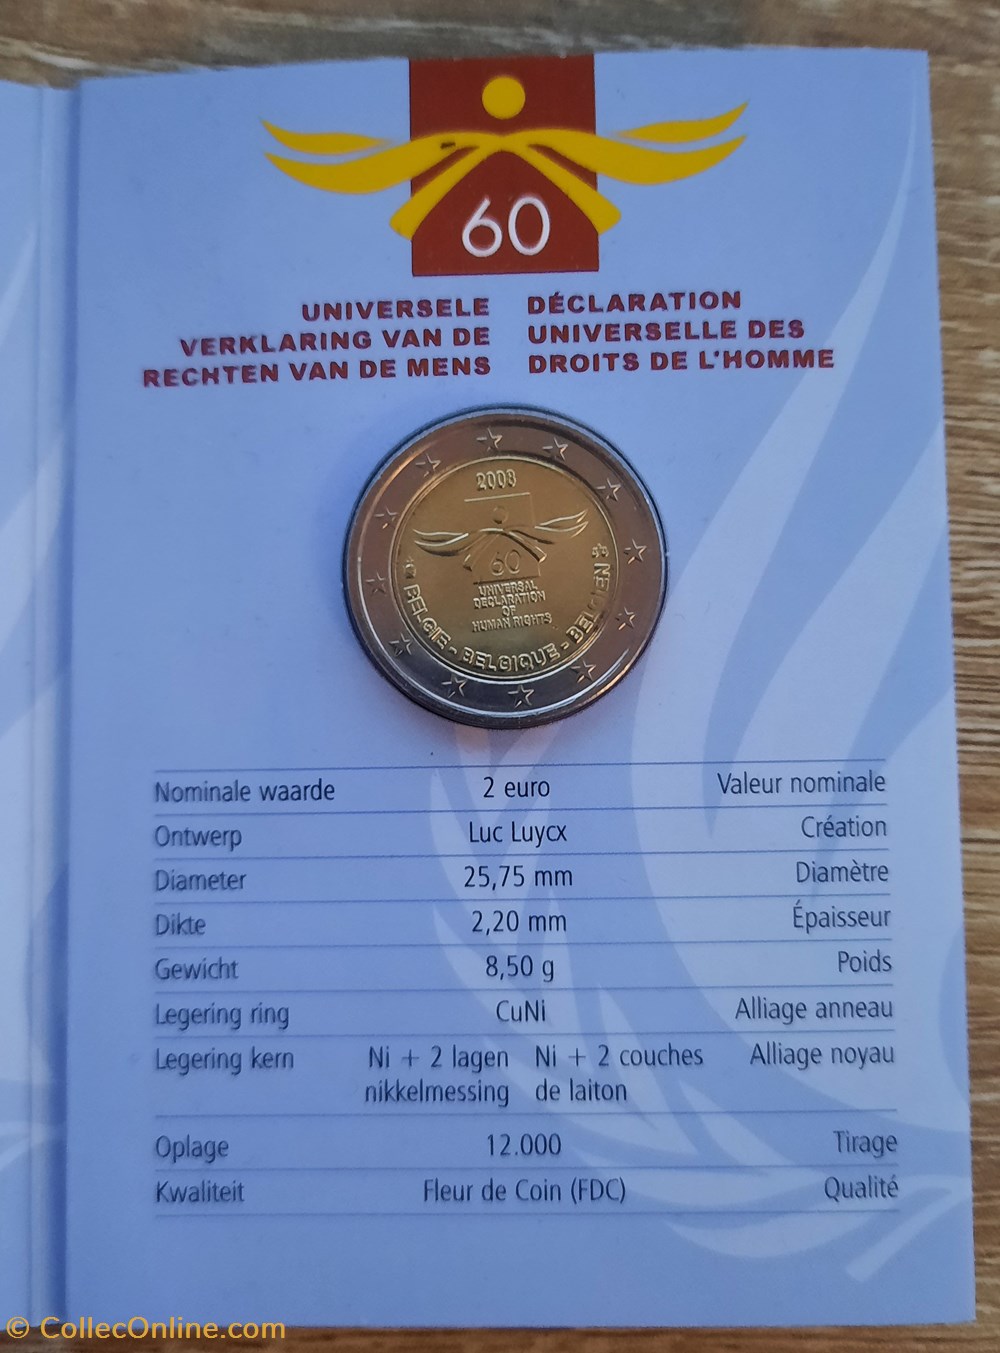 60
UNIVERSELE
VERKLARING VAN DE
RECHTEN VAN DE MENS
DÉCLARATION
UNIVERSELLE DES
DROITS DE L'HOMME
2008
60
UNIVERSAL
DECLARATION
OF
HUMAN RIGHTS
BELGIE - BELGIQUE - BELGIEN
Nominale waarde 2 euro Valeur nominale
Ontwerp Luc Luycx Création
Diameter 25,75 mm Diamètre
Dikte 2,20 mm Épaisseur
Gewicht 8,50 g Poids
Legering ring CuNi Alliage anneau
Legering kern Ni + 2 lagen Ni + 2 couches Alliage noyau
nikkelmessing de laiton
Oplage 12.000 Tirage
Kwaliteit Fleur de Coin (FDC) Qualité
© CollecOnline.com